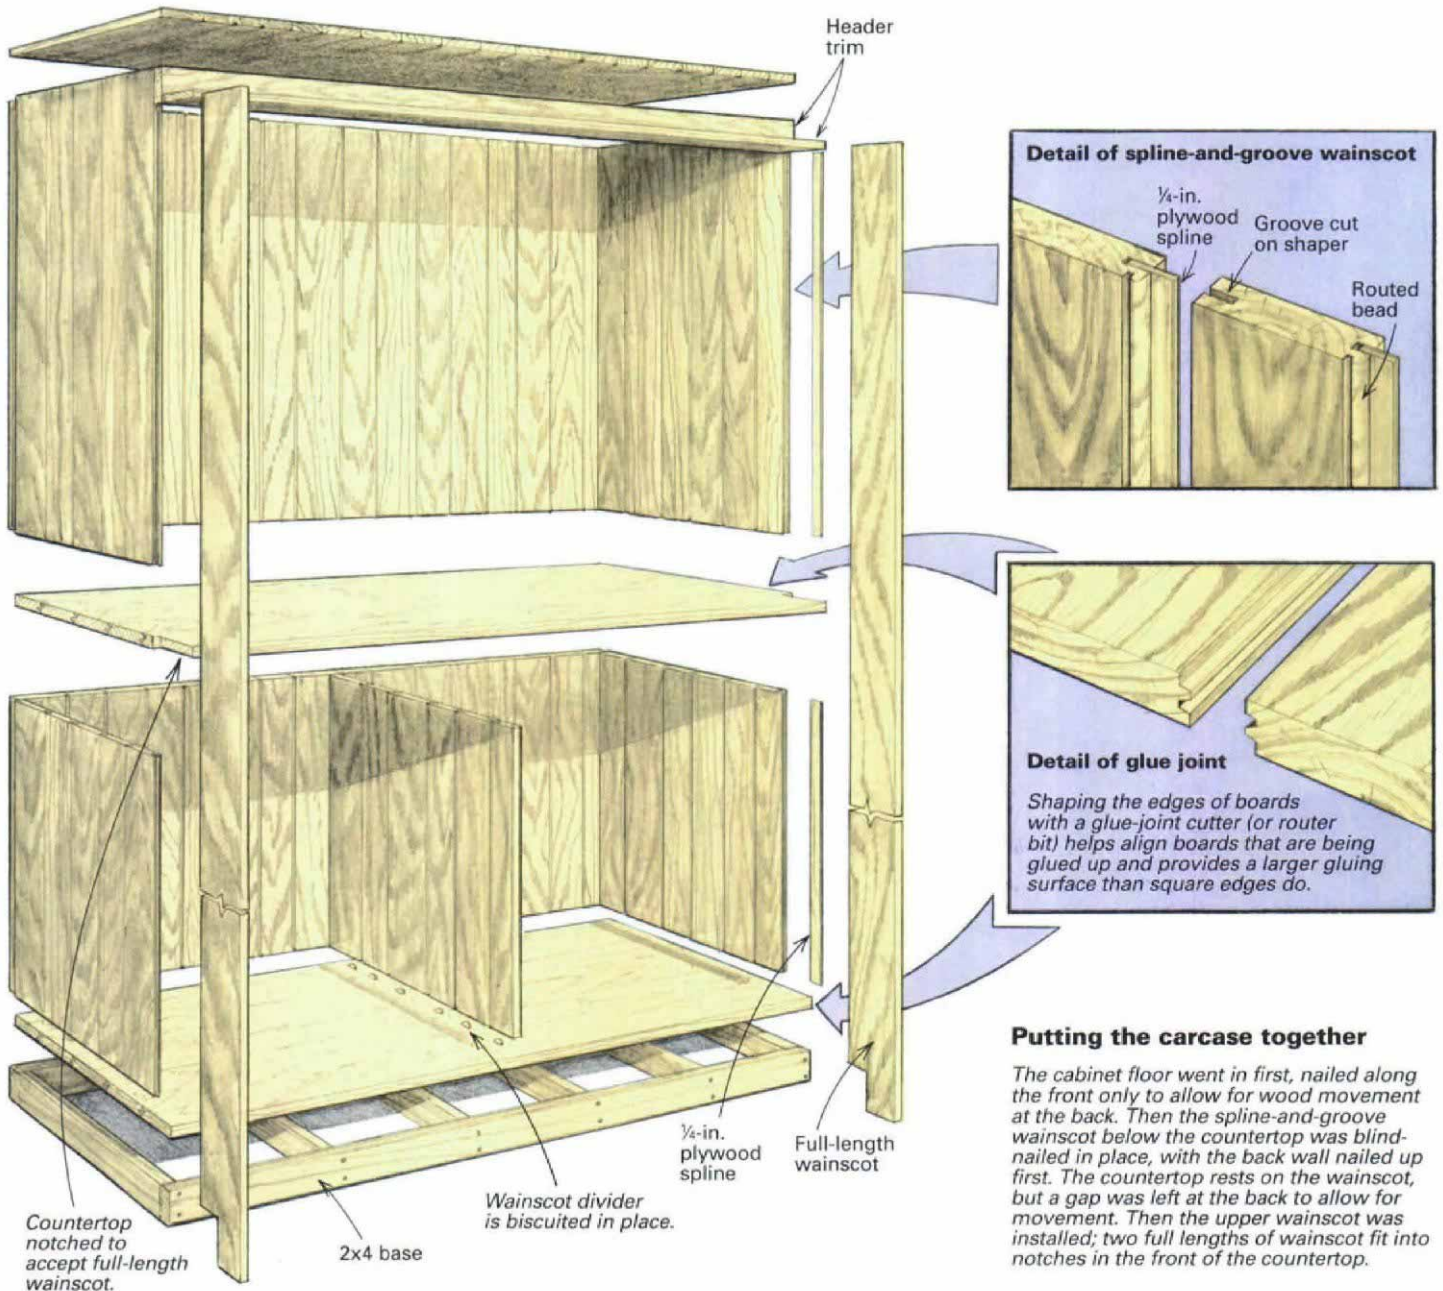 Header
trim
Detail of spline-and-groove wainscot
¼-in.
plywood
spline
Groove cut
on shaper
Routed
bead
Detail of glue joint
Shaping the edges of boards
with a glue-joint cutter (or router
bit) helps align boards that are being
glued up and provides a larger gluing
surface than square edges do.
Putting the carcase together
The cabinet floor went in first, nailed along
the front only to allow for wood movement
at the back. Then the spline-and-groove
wainscot below the countertop was blind-
nailed in place, with the back wall nailed up
first. The countertop rests on the wainscot,
but a gap was left at the back to allow for
movement. Then the upper wainscot was
installed; two full lengths of wainscot fit into
notches in the front of the countertop.
¼-in.
plywood
spline
Full-length
wainscot
Wainscot divider
is biscuited in place.
2x4 base
Countertop
notched to
accept full-length
wainscot.